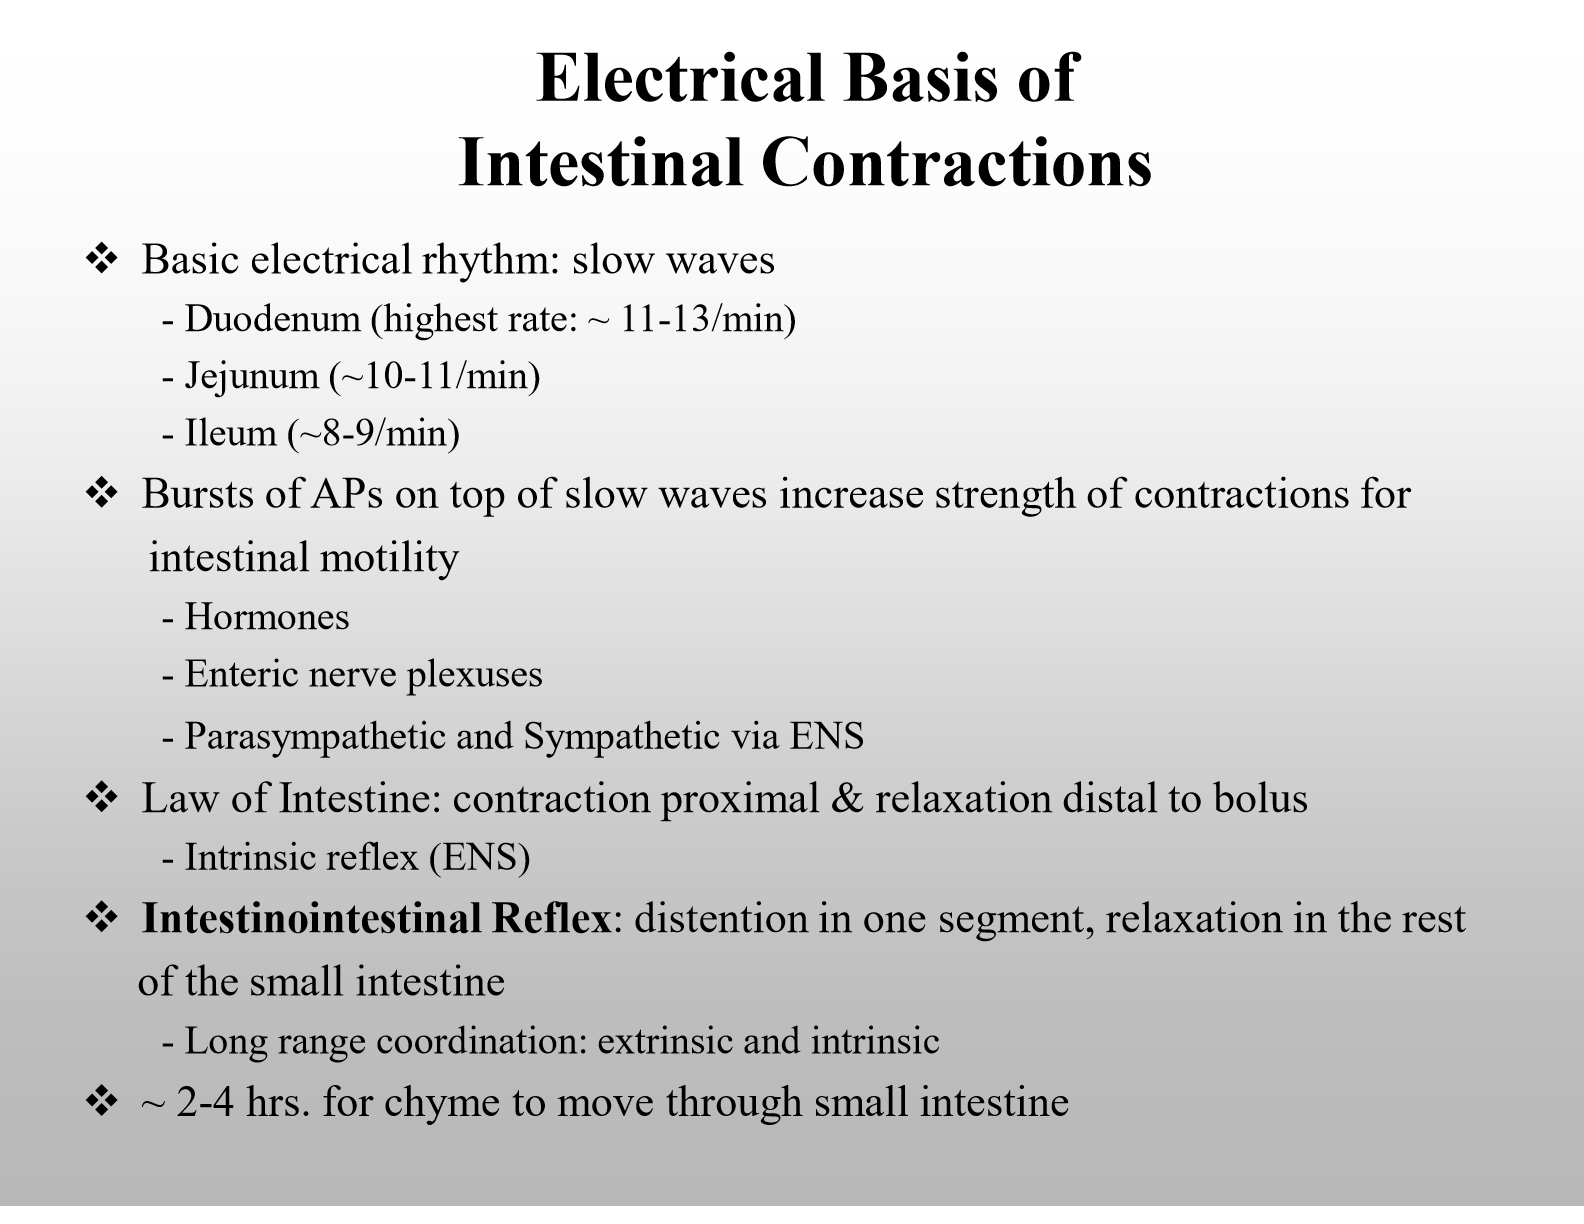 Electrical Basis of
Intestinal Contractions
❖ Basic electrical rhythm: slow waves
- Duodenum (highest rate: ~ 11-13/min)
- Jejunum (~10-11/min)
- Ileum (~8-9/min)
❖ Bursts of APs on top of slow waves increase strength of contractions for
intestinal motility
- Hormones
- Enteric nerve plexuses
- Parasympathetic and Sympathetic via ENS
❖ Law of Intestine: contraction proximal & relaxation distal to bolus
- Intrinsic reflex (ENS)
❖ Intestinointestinal Reflex: distention in one segment, relaxation in the rest
of the small intestine
- Long range coordination: extrinsic and intrinsic
❖ ~ 2-4 hrs. for chyme to move through small intestine